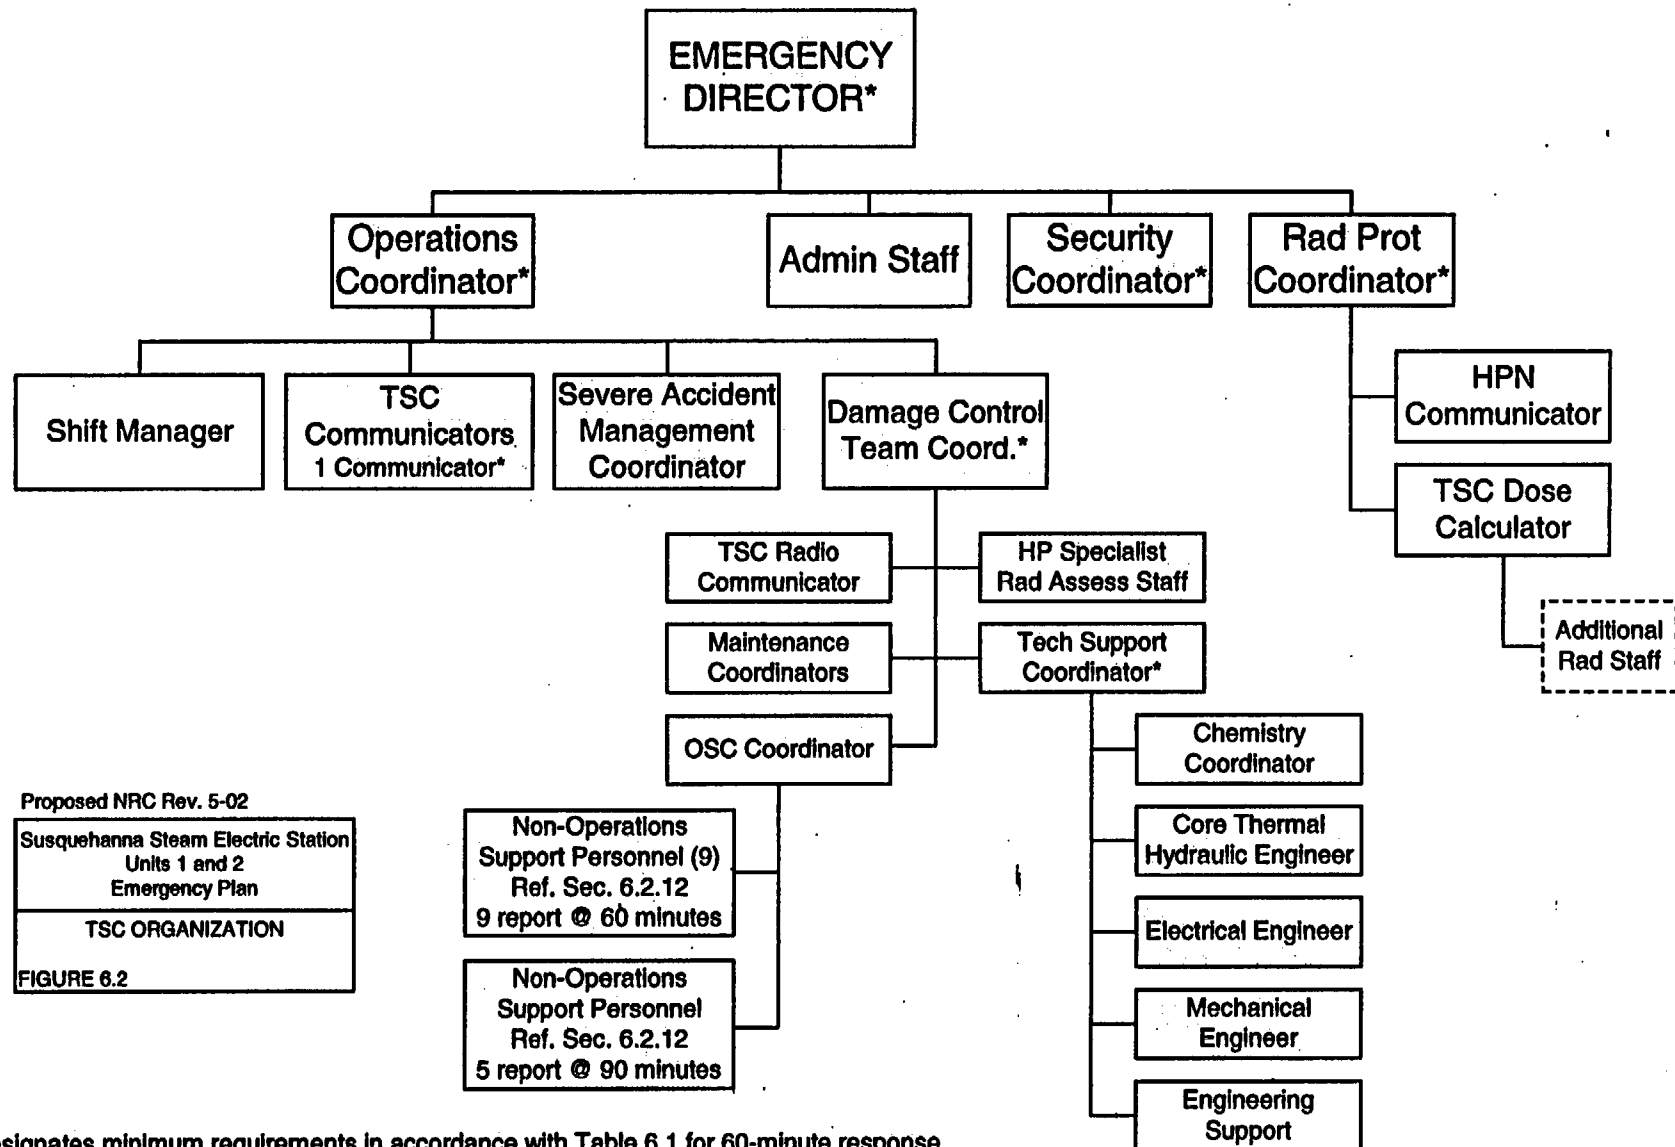 EMERGENCY
DIRECTOR*
Operations
Coordinator*
Admin Staff
Security
Coordinator*
Rad Prot
Coordinator*
Shift Manager
TSC
Communicators
1 Communicator*
Severe Accident
Management
Coordinator
Damage Control
Team Coord.*
HPN
Communicator
TSC Dose
Calculator
Additional
Rad Staff
TSC Radio
Communicator
HP Specialist
Rad Assess Staff
Maintenance
Coordinators
Tech Support
Coordinator*
OSC Coordinator
Chemistry
Coordinator
Core Thermal
Hydraulic Engineer
Electrical Engineer
Mechanical
Engineer
Engineering
Support
Non-Operations
Support Personnel (9)
Ref. Sec. 6.2.12
9 report @ 60 minutes
Non-Operations
Support Personnel
Ref. Sec. 6.2.12
5 report @ 90 minutes
Proposed NRC Rev. 5-02
Susquehanna Steam Electric Station
Units 1 and 2
Emergency Plan
TSC ORGANIZATION
FIGURE 6.2
minimum requirements in accordance with Table 6.1 for 60-minute response